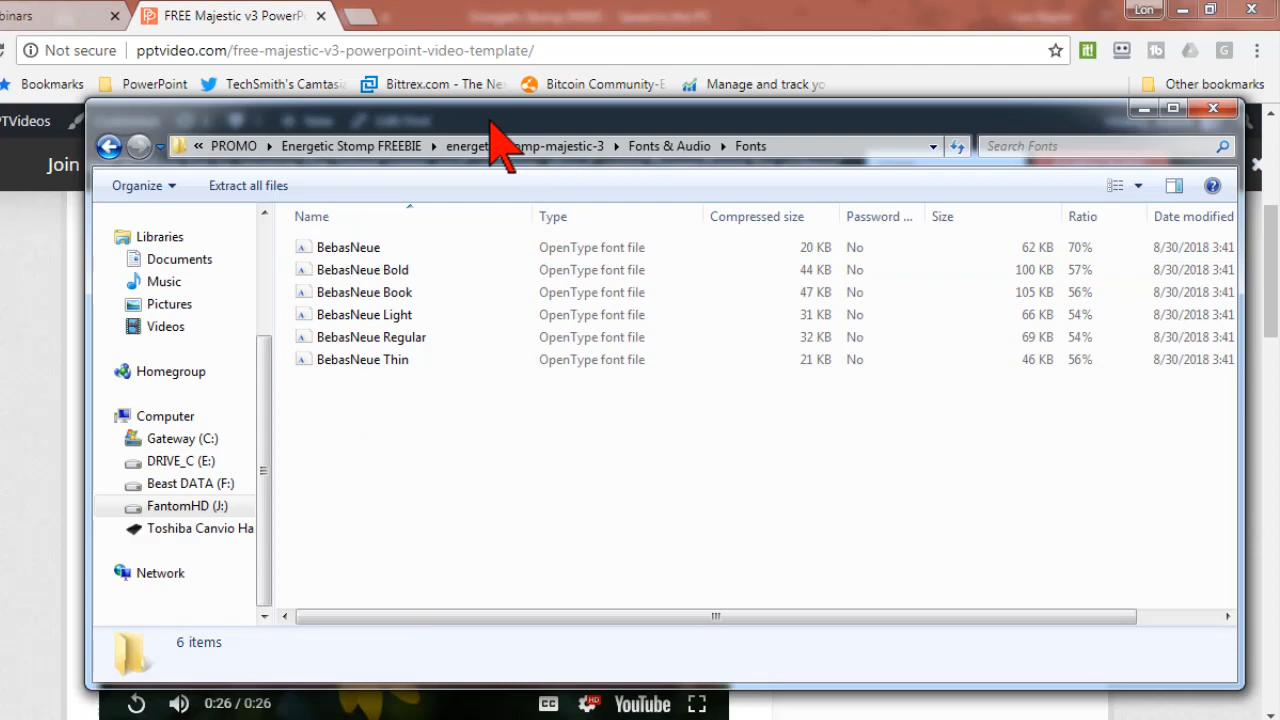 binars
FREE Majestic v3 PowerP
Lon
Not secure
pptvideo.com/free-majestic-v3-powerpoint-video-template/
Bookmarks
PowerPoint
TechSmith's Camtasi
Bittrex.com - The Ne
Bitcoin Community-E
Manage and track yo
Other bookmarks
PTVideos
PROMO
Energetic Stomp FREEBIE
mp-majestic-3
Fonts & Audio
Fonts
Search Fonts
Join
Organize
Extract all files
Name
Type
Compressed size
Password ...
Size
Ratio
Date modified
BebasNeue
OpenType font file
20 KB
No
62 KB
70%
8/30/2018 3:41
BebasNeue Bold
OpenType font file
44 KB
No
100 KB
57%
8/30/2018 3:41
BebasNeue Book
OpenType font file
47 KB
No
105 KB
56%
8/30/2018 3:41
BebasNeue Light
OpenType font file
31 KB
No
66 KB
54%
8/30/2018 3:41
BebasNeue Regular
OpenType font file
32 KB
No
69 KB
54%
8/30/2018 3:41
BebasNeue Thin
OpenType font file
21 KB
No
46 KB
56%
8/30/2018 3:41
Libraries
Documents
Music
Pictures
Videos
Homegroup
Computer
Gateway (C:)
DRIVE_C (E:)
Beast DATA (F:)
FantomHD (J:)
Toshiba Canvio Ha
Network
6 items
0:26 / 0:26
CC
HD
YouTube